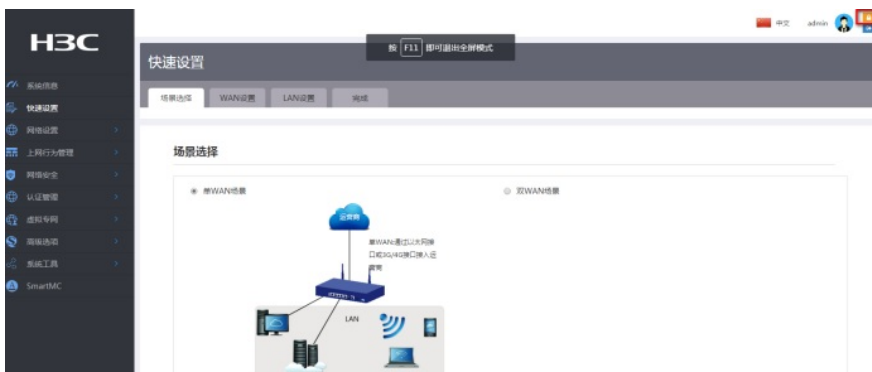 中文 admin
H3C
按 F11 即可退出全屏模式
快速设置
系统信息
快速设置
网络设置
上网行为管理
网络安全
认证管理
虚拟专网
高级选项
系统工具
SmartMC
场景选择 WAN设置 LAN设置 完成
场景选择
单WAN场景 双WAN场景
运营商
单WAN:通过以太网接
口或3G/4G接口接入运
营商
LAN